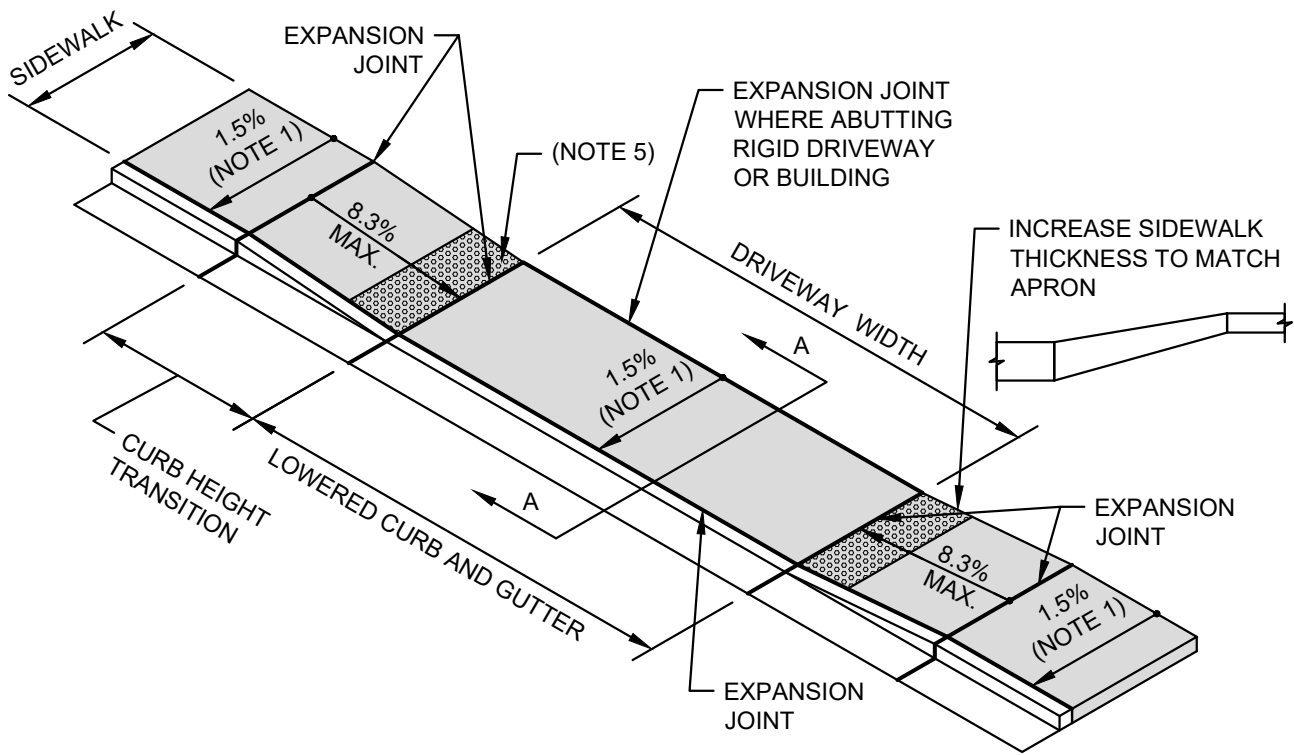 SIDEWALK
EXPANSION
JOINT
1.5%
(NOTE 1)
(NOTE 5)
EXPANSION JOINT
WHERE ABUTTING
RIGID DRIVEWAY
OR BUILDING
8.3%
MAX.
DRIVEWAY WIDTH
INCREASE SIDEWALK
THICKNESS TO MATCH
APRON
A
1.5%
(NOTE 1)
CURB HEIGHT
TRANSITION
LOWERED CURB AND GUTTER
A
EXPANSION
JOINT
8.3%
MAX.
1.5%
(NOTE 1)
EXPANSION
JOINT